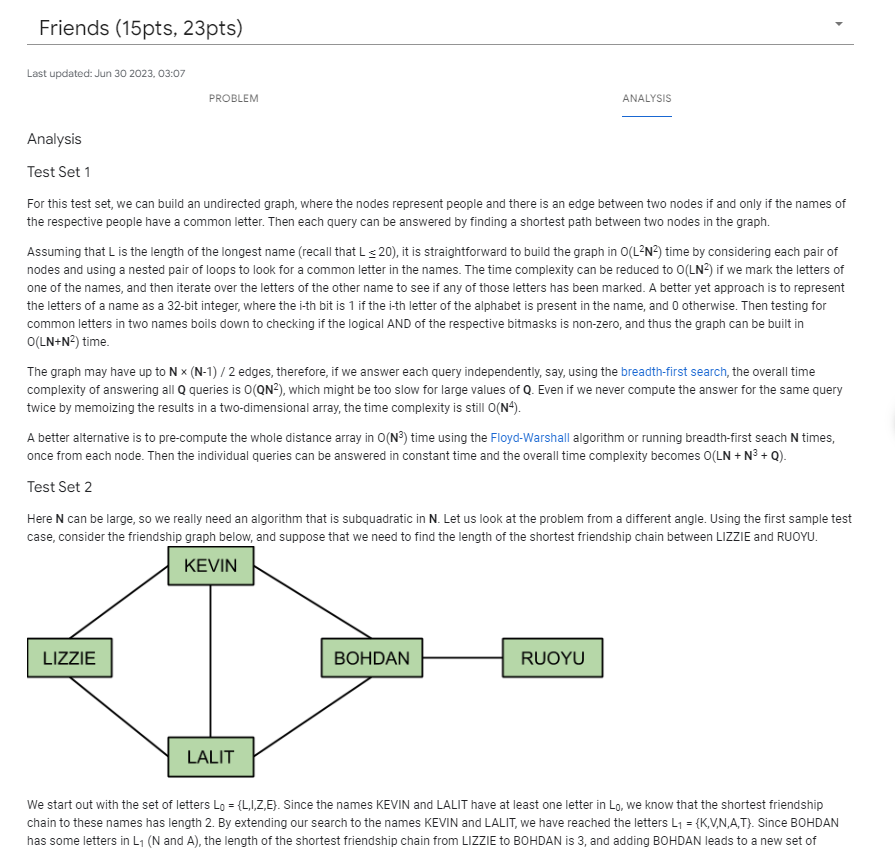 Friends (15pts, 23pts)
Last updated: Jun 30 2023, 03:07
PROBLEM
ANALYSIS
Analysis
Test Set 1
For this test set, we can build an undirected graph, where the nodes represent people and there is an edge between two nodes if and only if the names of
the respective people have a common letter. Then each query can be answered by finding a shortest path between two nodes in the graph.
Assuming that L is the length of the longest name (recall that L ≤ 20), it is straightforward to build the graph in O(L²N²) time by considering each pair of
nodes and using a nested pair of loops to look for a common letter in the names. The time complexity can be reduced to O(LN²) if we mark the letters of
one of the names, and then iterate over the letters of the other name to see if any of those letters has been marked. A better yet approach is to represent
the letters of a name as a 32-bit integer, where the i-th bit is 1 if the i-th letter of the alphabet is present in the name, and 0 otherwise. Then testing for
common letters in two names boils down to checking if the logical AND of the respective bitmasks is non-zero, and thus the graph can be built in
O(LN+N²) time.
The graph may have up to N × (N-1) / 2 edges, therefore, if we answer each query independently, say, using the breadth-first search, the overall time
complexity of answering all Q queries is O(QN²), which might be too slow for large values of Q. Even if we never compute the answer for the same query
twice by memoizing the results in a two-dimensional array, the time complexity is still O(N⁴).
A better alternative is to pre-compute the whole distance array in O(N³) time using the Floyd-Warshall algorithm or running breadth-first seach N times,
once from each node. Then the individual queries can be answered in constant time and the overall time complexity becomes O(LN + N³ + Q).
Test Set 2
Here N can be large, so we really need an algorithm that is subquadratic in N. Let us look at the problem from a different angle. Using the first sample test
case, consider the friendship graph below, and suppose that we need to find the length of the shortest friendship chain between LIZZIE and RUOYU.
KEVIN
LIZZIE
BOHDAN
RUOYU
LALIT
We start out with the set of letters L₀ = {L,I,Z,E}. Since the names KEVIN and LALIT have at least one letter in L₀, we know that the shortest friendship
chain to these names has length 2. By extending our search to the names KEVIN and LALIT, we have reached the letters L₁ = {K,V,N,A,T}. Since BOHDAN
has some letters in L₁ (N and A), the length of the shortest friendship chain from LIZZIE to BOHDAN is 3, and adding BOHDAN leads to a new set of